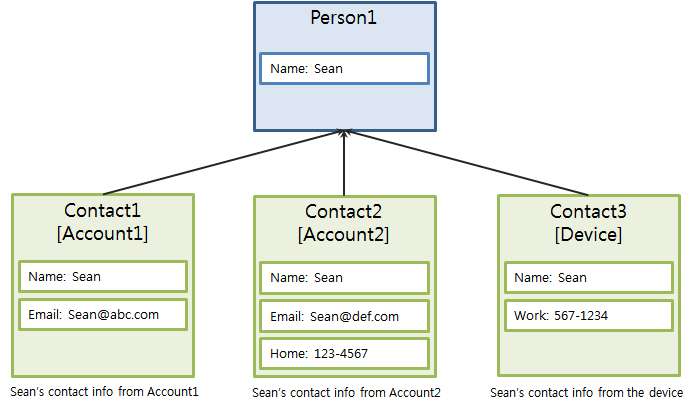 Person1
Name: Sean
Contact1
[Account1]
Name: Sean
Email: Sean@abc.com
Contact2
[Account2]
Name: Sean
Email: Sean@def.com
Home: 123-4567
Contact3
[Device]
Name: Sean
Work: 567-1234
Sean's contact info from Account1
Sean's contact info from Account2
Sean's contact info from the device